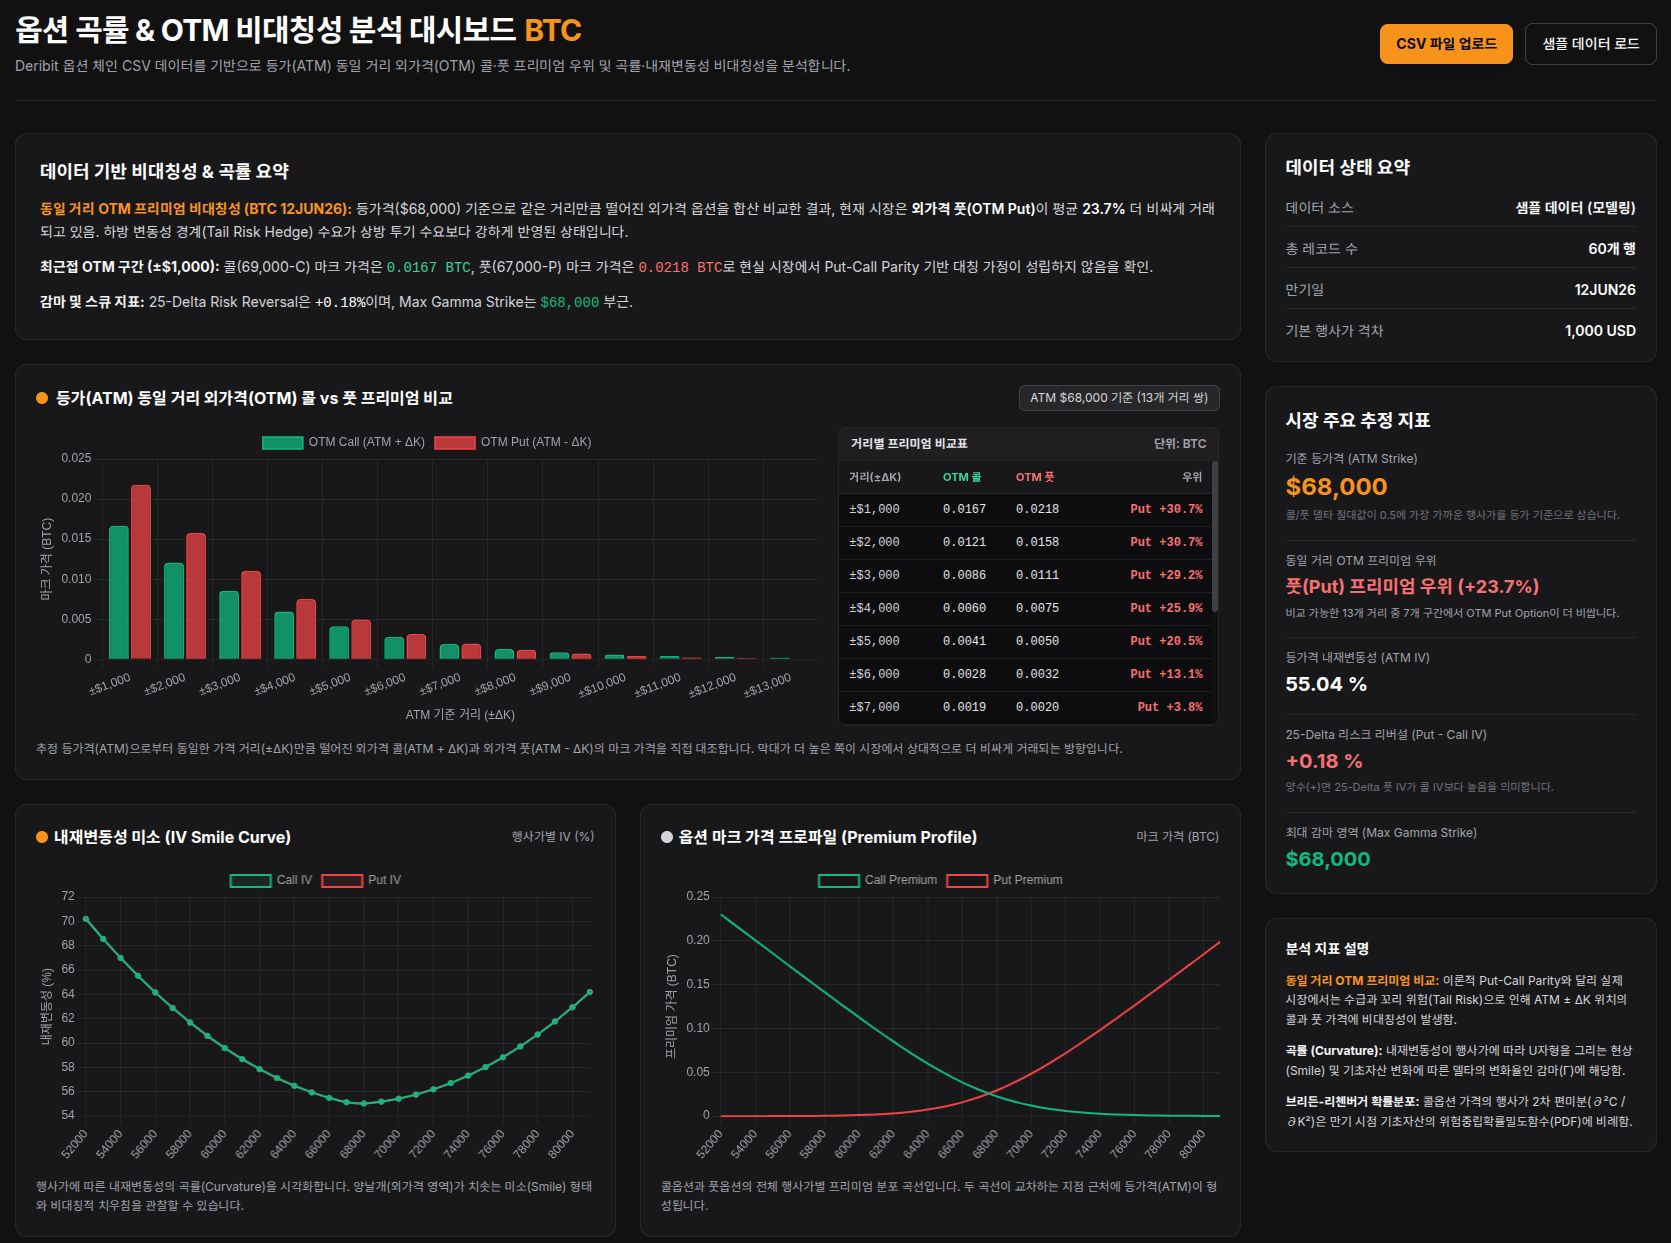 옵션 곡률 & OTM 비대칭성 분석 대시보드 BTC
Deribit 옵션 체인 CSV 데이터를 기반으로 등가(ATM) 동일 거리 외가격(OTM) 콜·풋 프리미엄 우위 및 곡률·내재변동성 비대칭성을 분석합니다.
CSV 파일 업로드
샘플 데이터 로드
데이터 기반 비대칭성 & 곡률 요약
동일 거리 OTM 프리미엄 비대칭성 (BTC 12JUN26): 등가격($68,000) 기준으로 같은 거리만큼 떨어진 외가격 옵션을 합산 비교한 결과, 현재 시장은 외가격 풋(OTM Put)이 평균 23.7% 더 비싸게 거래
되고 있음. 하방 변동성 경계(Tail Risk Hedge) 수요가 상방 투기 수요보다 강하게 반영된 상태입니다.
최근접 OTM 구간 (±$1,000): 콜(69,000-C) 마크 가격은 0.0167 BTC, 풋(67,000-P) 마크 가격은 0.0218 BTC로 현실 시장에서 Put-Call Parity 기반 대칭 가정이 성립하지 않음을 확인.
감마 및 스큐 지표: 25-Delta Risk Reversal은 +0.18%이며, Max Gamma Strike는 $68,000 부근.
등가(ATM) 동일 거리 외가격(OTM) 콜 vs 풋 프리미엄 비교
ATM $68,000 기준 (13개 거리 쌍)
OTM Call (ATM + ΔK)
OTM Put (ATM - ΔK)
마크 가격 (BTC)
0.025
0.020
0.015
0.010
0.005
0
±$1,000
±$2,000
±$3,000
±$4,000
±$5,000
±$6,000
±$7,000
±$8,000
±$9,000
±$10,000
±$11,000
±$12,000
±$13,000
ATM 기준 거리 (±ΔK)
거리별 프리미엄 비교표 단위: BTC
거리(±ΔK) OTM 콜 OTM 풋 우위
±$1,000 0.0167 0.0218 Put +30.7%
±$2,000 0.0121 0.0158 Put +30.7%
±$3,000 0.0086 0.0111 Put +29.2%
±$4,000 0.0060 0.0075 Put +25.9%
±$5,000 0.0041 0.0050 Put +20.5%
±$6,000 0.0028 0.0032 Put +13.1%
±$7,000 0.0019 0.0020 Put +3.8%
추정 등가격(ATM)으로부터 동일한 가격 거리(±ΔK)만큼 떨어진 외가격 콜(ATM + ΔK)과 외가격 풋(ATM - ΔK)의 마크 가격을 직접 대조합니다. 막대가 더 높은 쪽이 시장에서 상대적으로 더 비싸게 거래되는 방향입니다.
내재변동성 미소 (IV Smile Curve)
행사가별 IV (%)
Call IV
Put IV
내재변동성 (%)
72
70
68
66
64
62
60
58
56
54
52000
54000
56000
58000
60000
62000
64000
66000
68000
70000
72000
74000
76000
78000
80000
행사가에 따른 내재변동성의 곡률(Curvature)을 시각화합니다. 양날개(외가격 영역)가 치솟는 미소(Smile) 형태
와 비대칭적 치우침을 관찰할 수 있습니다.
옵션 마크 가격 프로파일 (Premium Profile)
마크 가격 (BTC)
Call Premium
Put Premium
프리미엄 가격 (BTC)
0.25
0.20
0.15
0.10
0.05
0
52000
54000
56000
58000
60000
62000
64000
66000
68000
70000
72000
74000
76000
78000
80000
콜옵션과 풋옵션의 전체 행사가별 프리미엄 분포 곡선입니다. 두 곡선이 교차하는 지점 근처에 등가격(ATM)이 형
성됩니다.
데이터 상태 요약
데이터 소스 샘플 데이터 (모델링)
총 레코드 수 60개 행
만기일 12JUN26
기본 행사가 격차 1,000 USD
시장 주요 추정 지표
기준 등가격 (ATM Strike)
$68,000
콜/풋 델타 절대값이 0.5에 가장 가까운 행사가를 등가 기준으로 삼습니다.
동일 거리 OTM 프리미엄 우위
풋(Put) 프리미엄 우위 (+23.7%)
비교 가능한 13개 거리 중 7개 구간에서 OTM Put Option이 더 비쌉니다.
등가격 내재변동성 (ATM IV)
55.04 %
25-Delta 리스크 리버설 (Put - Call IV)
+0.18 %
양수(+)면 25-Delta 풋 IV가 콜 IV보다 높음을 의미합니다.
최대 감마 영역 (Max Gamma Strike)
$68,000
분석 지표 설명
동일 거리 OTM 프리미엄 비교: 이론적 Put-Call Parity와 달리 실제
시장에서는 수급과 꼬리 위험(Tail Risk)으로 인해 ATM ± ΔK 위치의
콜과 풋 가격에 비대칭성이 발생함.
곡률 (Curvature): 내재변동성이 행사가에 따라 U자형을 그리는 현상
(Smile) 및 기초자산 변화에 따른 델타의 변화율인 감마(Γ)에 해당함.
브리든-리첸버거 확률분포: 콜옵션 가격의 행사가 2차 편미분(∂²C /
∂K²)은 만기 시점 기초자산의 위험중립확률밀도함수(PDF)에 비례함.